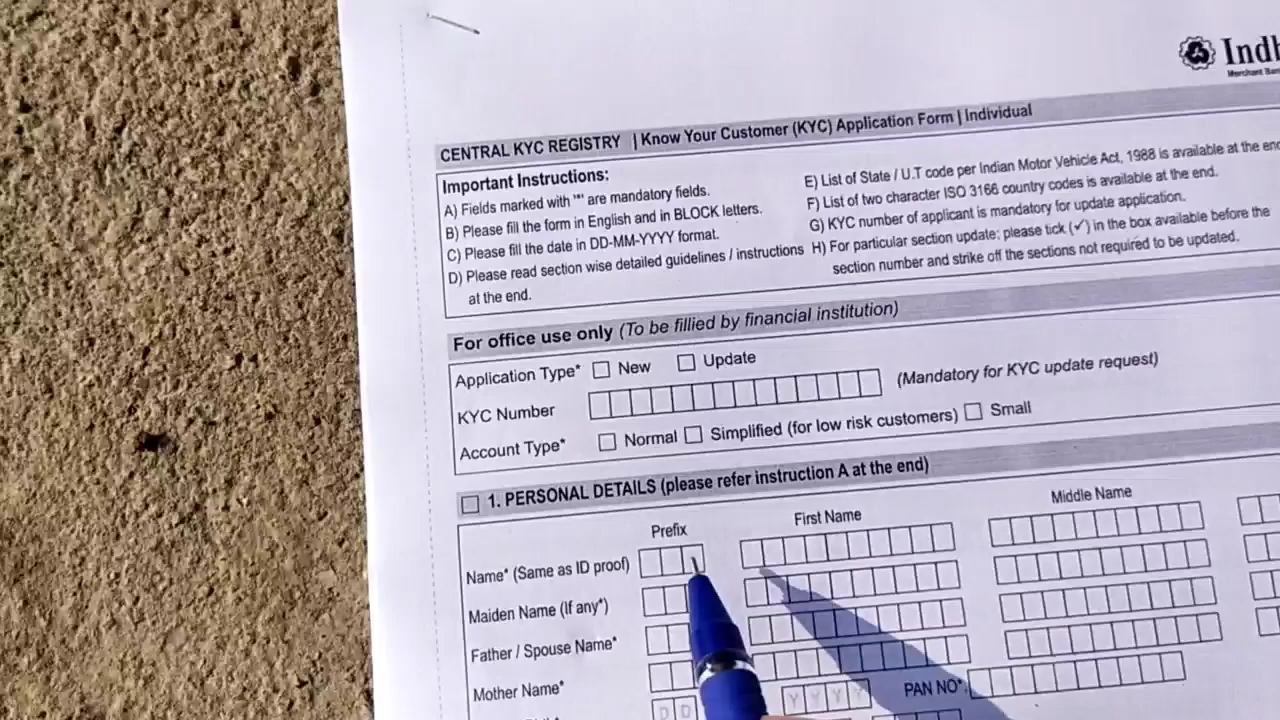 Indb
Merchant Ban
CENTRAL KYC REGISTRY | Know Your Customer (KYC) Application Form | Individual
Important Instructions:
A) Fields marked with '*' are mandatory fields.
B) Please fill the form in English and in BLOCK letters.
C) Please fill the date in DD-MM-YYYY format.
D) Please read section wise detailed guidelines / instructions
at the end.
E) List of State / U.T code per Indian Motor Vehicle Act, 1988 is available at the end
F) List of two character ISO 3166 country codes is available at the end.
G) KYC number of applicant is mandatory for update application.
H) For particular section update; please tick (✓) in the box available before the
section number and strike off the sections not required to be updated.
For office use only (To be fillied by financial institution)
Application Type* New Update
KYC Number (Mandatory for KYC update request)
Account Type* Normal Simplified (for low risk customers) Small
1. PERSONAL DETAILS (please refer instruction A at the end)
Prefix First Name Middle Name
Name* (Same as ID proof)
Maiden Name (If any*)
Father / Spouse Name*
Mother Name*
D D Y Y Y Y PAN NO*: